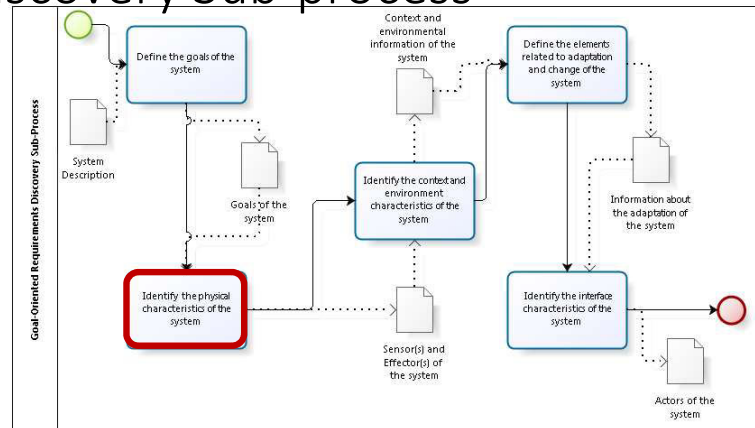 Sub-process
Goal-Oriented Requirements Discovery Sub-Process
Define the goals of the
system
System
Description
Goals of the
system
Identify the physical
characteristics of the
system
Context and
environmental
information of the
system
Identify the context and
environment
characteristics of the
system
Sensor(s) and
Effector(s) of
the system
Define the elements
related to adaptation
and change of the
system
Information about
the adaptation of
the system
Identify the interface
characteristics of the
system
Actors of the
system